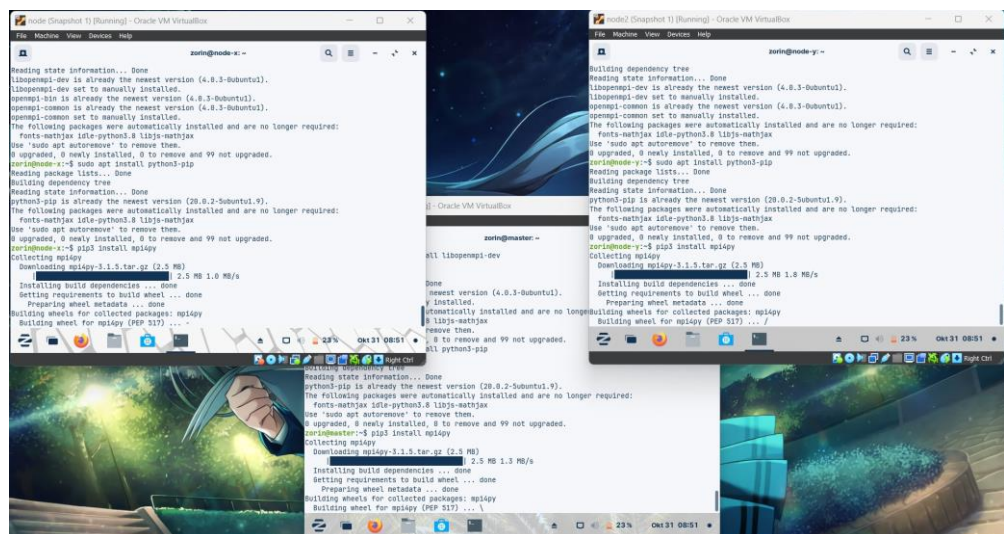 node (Snapshot 1) [Running] - Oracle VM VirtualBox
File Machine View Devices Help
zorin@node-x: ~
Reading state information... Done
libopenmpi-dev is already the newest version (4.0.3-0ubuntu1).
libopenmpi-dev set to manually installed.
openmpi-bin is already the newest version (4.0.3-0ubuntu1).
openmpi-common is already the newest version (4.0.3-0ubuntu1).
openmpi-common set to manually installed.
The following packages were automatically installed and are no longer required:
fonts-mathjax idle-python3.8 libjs-mathjax
Use 'sudo apt autoremove' to remove them.
0 upgraded, 0 newly installed, 0 to remove and 99 not upgraded.
zorin@node-x:~$ sudo apt install python3-pip
Reading package lists... Done
Building dependency tree
Reading state information... Done
python3-pip is already the newest version (20.0.2-5ubuntu1.9).
The following packages were automatically installed and are no longer required:
fonts-mathjax idle-python3.8 libjs-mathjax
Use 'sudo apt autoremove' to remove them.
0 upgraded, 0 newly installed, 0 to remove and 99 not upgraded.
zorin@node-x:~$ pip3 install mpi4py
Collecting mpi4py
Downloading mpi4py-3.1.5.tar.gz (2.5 MB)
| | 2.5 MB 1.0 MB/s
Installing build dependencies ... done
Getting requirements to build wheel ... done
Preparing wheel metadata ... done
Building wheels for collected packages: mpi4py
Building wheel for mpi4py (PEP 517) ... -
23% Okt 31 08:51
Right Ctrl
node2 (Snapshot 1) [Running] - Oracle VM VirtualBox
File Machine View Devices Help
zorin@node-y: ~
Building dependency tree
Reading state information... Done
libopenmpi-dev is already the newest version (4.0.3-0ubuntu1).
libopenmpi-dev set to manually installed.
openmpi-bin is already the newest version (4.0.3-0ubuntu1).
openmpi-common is already the newest version (4.0.3-0ubuntu1).
openmpi-common set to manually installed.
The following packages were automatically installed and are no longer required:
fonts-mathjax idle-python3.8 libjs-mathjax
Use 'sudo apt autoremove' to remove them.
0 upgraded, 0 newly installed, 0 to remove and 99 not upgraded.
zorin@node-y:~$ sudo apt install python3-pip
Reading package lists... Done
Building dependency tree
Reading state information... Done
python3-pip is already the newest version (20.0.2-5ubuntu1.9).
The following packages were automatically installed and are no longer required:
fonts-mathjax idle-python3.8 libjs-mathjax
Use 'sudo apt autoremove' to remove them.
0 upgraded, 0 newly installed, 0 to remove and 99 not upgraded.
zorin@node-y:~$ pip3 install mpi4py
Collecting mpi4py
Downloading mpi4py-3.1.5.tar.gz (2.5 MB)
| | 2.5 MB 1.8 MB/s
Installing build dependencies ... done
Getting requirements to build wheel ... done
Preparing wheel metadata ... done
Building wheels for collected packages: mpi4py
Building wheel for mpi4py (PEP 517) ... /
23% Okt 31 08:51
Right Ctrl
- Oracle VM VirtualBox
zorin@master: ~
all libopenmpi-dev
Done
newest version (4.0.3-0ubuntu1).
y installed.
utomatically installed and are no longe
8 libjs-mathjax
remove them.
, 0 to remove and 99 not upgraded.
all python3-pip
Building dependency tree
Reading state information... Done
python3-pip is already the newest version (20.0.2-5ubuntu1.9).
The following packages were automatically installed and are no longer required:
fonts-mathjax idle-python3.8 libjs-mathjax
Use 'sudo apt autoremove' to remove them.
0 upgraded, 0 newly installed, 0 to remove and 99 not upgraded.
zorin@master:~$ pip3 install mpi4py
Collecting mpi4py
Downloading mpi4py-3.1.5.tar.gz (2.5 MB)
| | 2.5 MB 1.3 MB/s
Installing build dependencies ... done
Getting requirements to build wheel ... done
Preparing wheel metadata ... done
Building wheels for collected packages: mpi4py
Building wheel for mpi4py (PEP 517) ... \
23% Okt 31 08:51